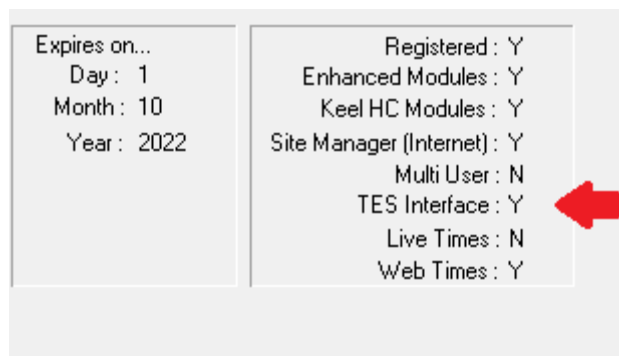 Expires on...
Day : 1
Month : 10
Year : 2022
Registered : Y
Enhanced Modules : Y
Keel HC Modules : Y
Site Manager (Internet) : Y
Multi User : N
TES Interface : Y
Live Times : N
Web Times : Y